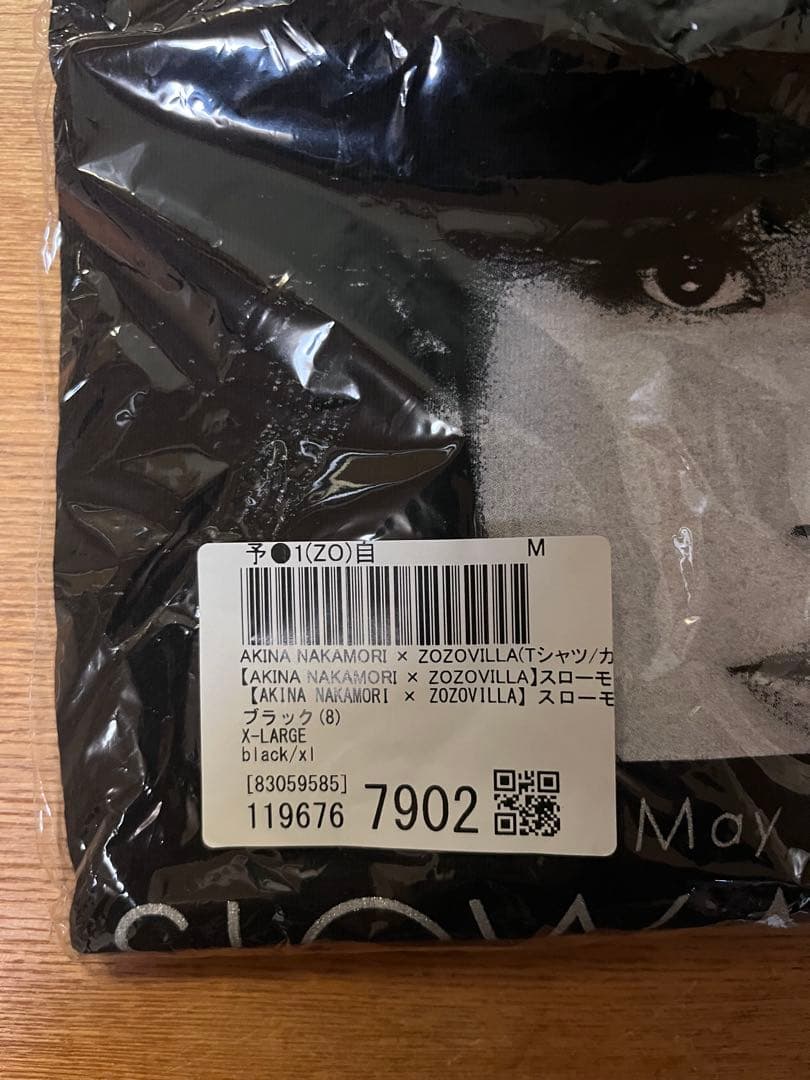 予●1(ZO)自 M
AKINA NAKAMORI × ZOZOVILLA(Tシャツ/カ
【AKINA NAKAMORI × ZOZOVILLA】スローモ
【AKINA NAKAMORI × ZOZOVILLA】 スローモ
ブラック(8)
X-LARGE
black/xl
[83059585]
119676 7902
May
SLOW